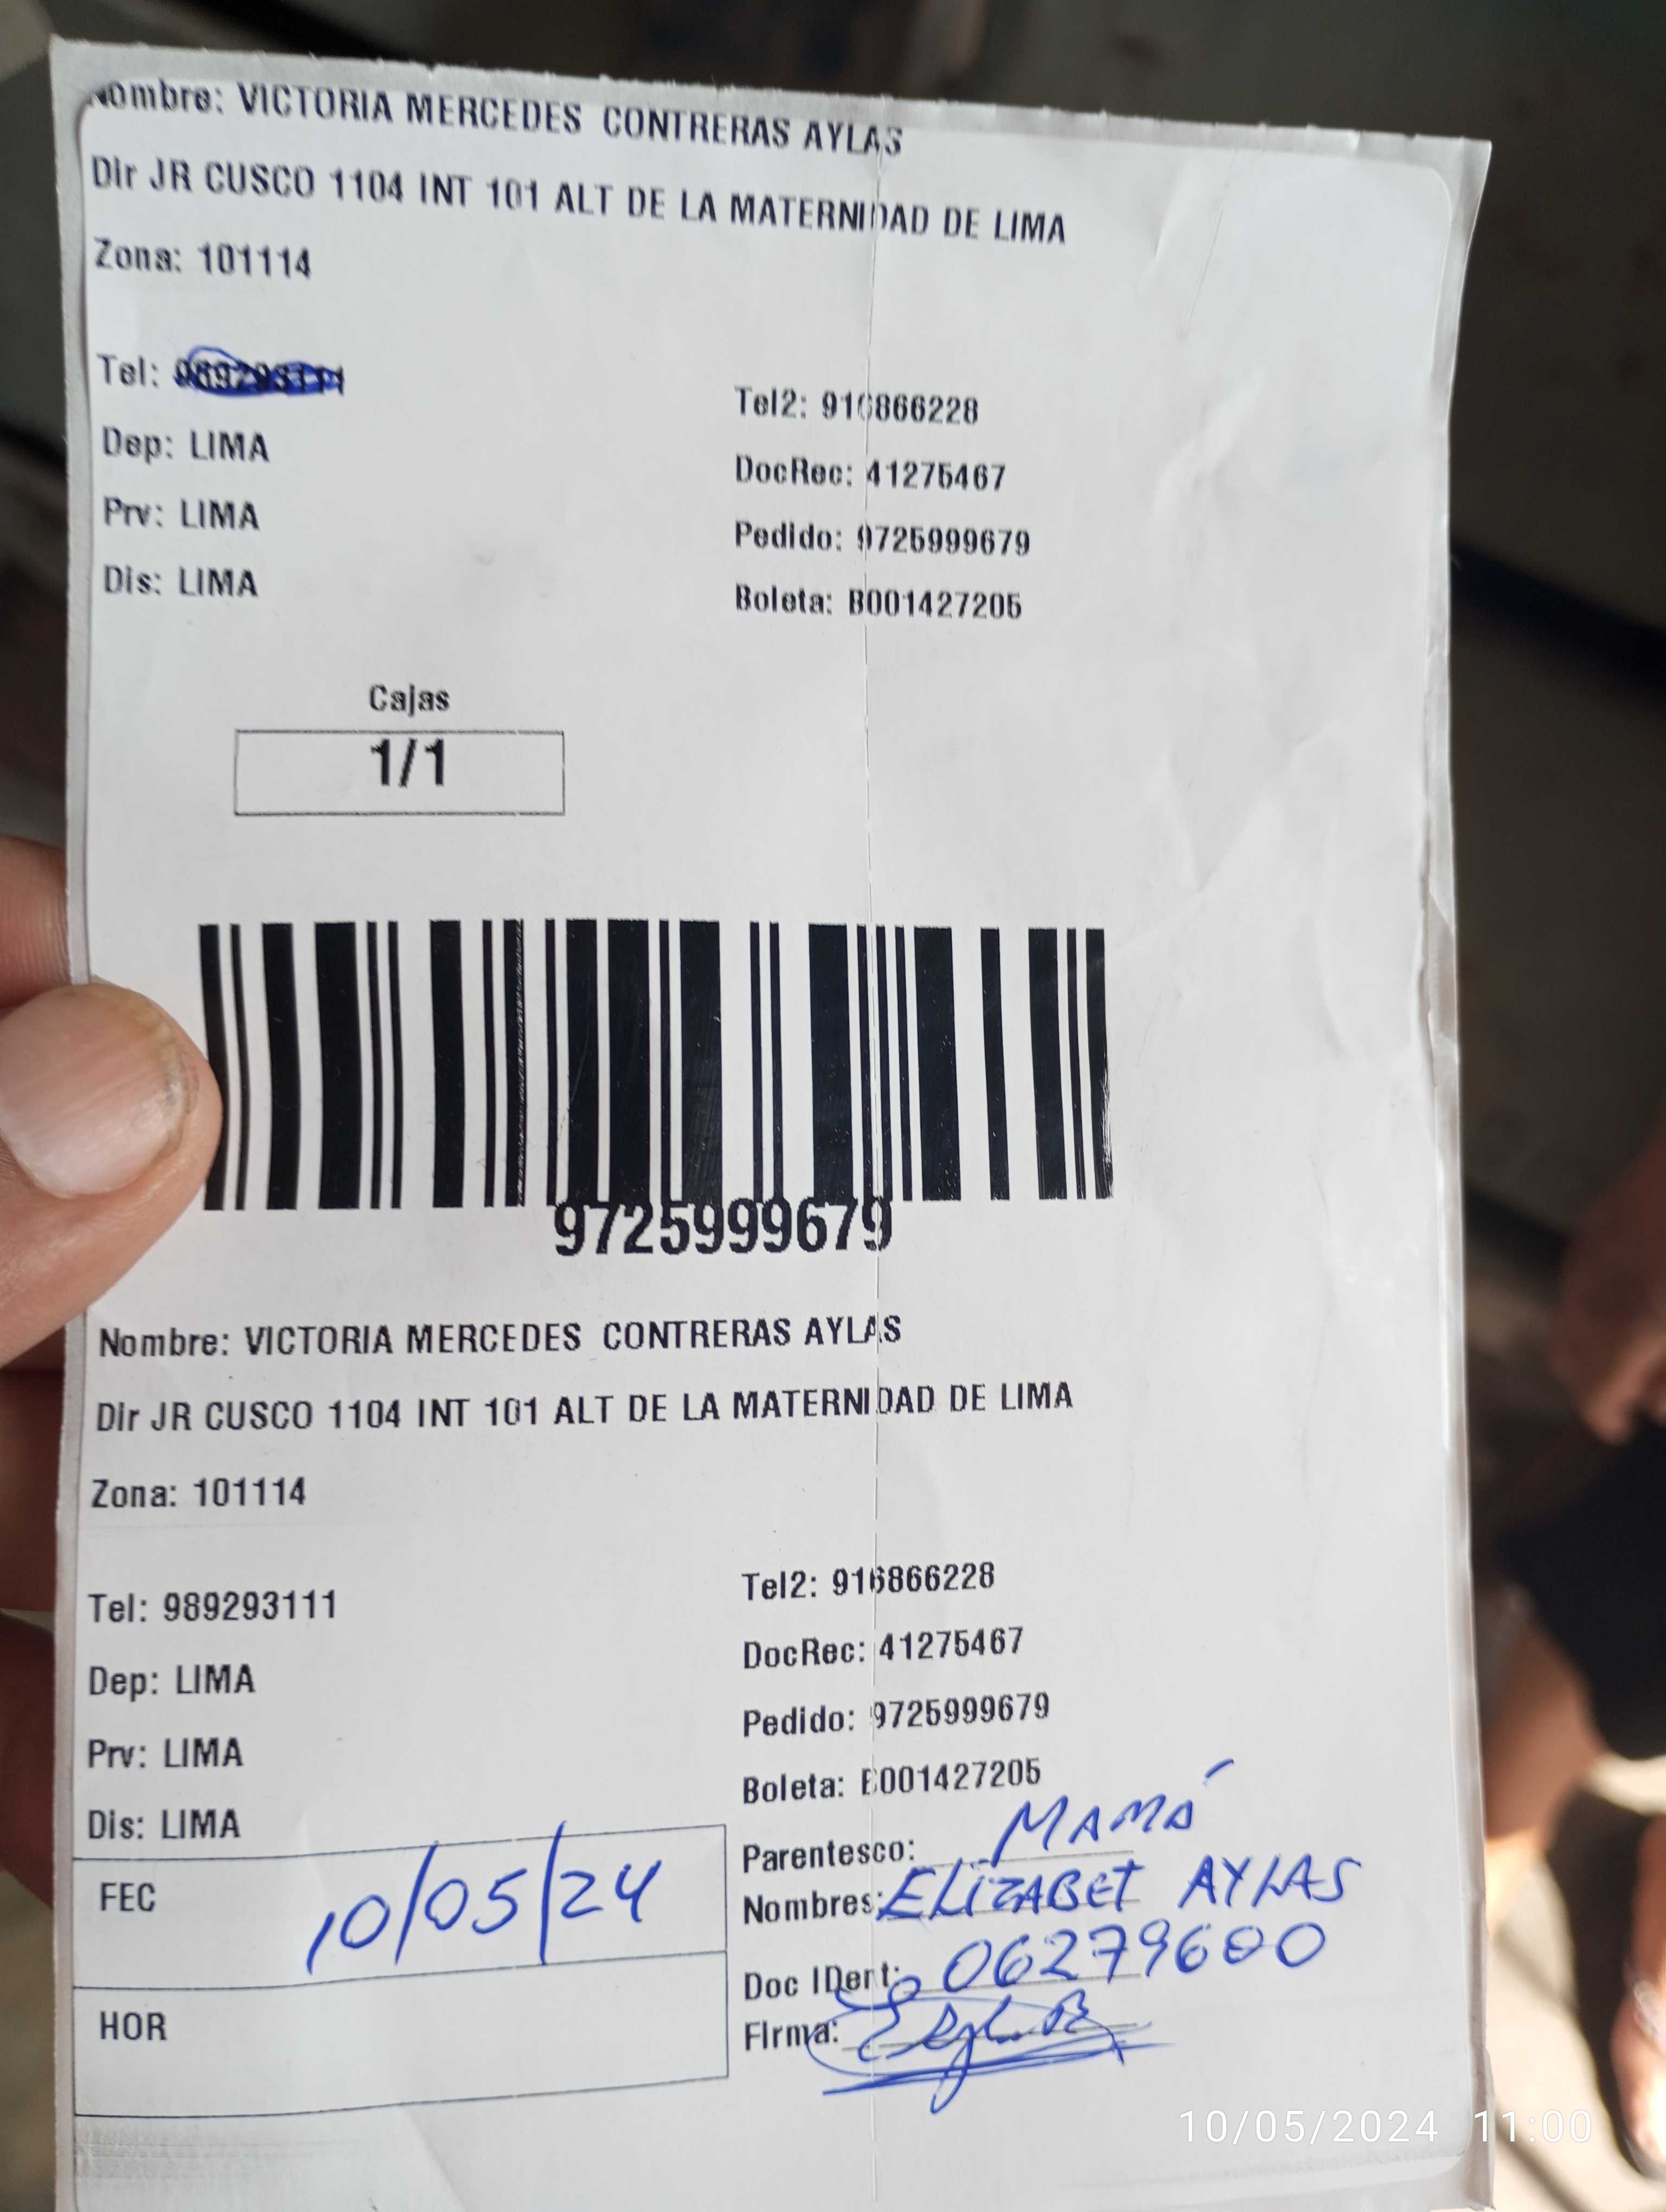 Nombre: VICTORIA MERCEDES CONTRERAS AYLAS
Dir JR CUSCO 1104 INT 101 ALT DE LA MATERNIDAD DE LIMA
Zona: 101114
Tel: 989293111
Tel2: 916866228
Dep: LIMA
DocRec: 41275467
Prv: LIMA
Pedido: 9725999679
Dis: LIMA
Boleta: B001427205
Cajas
1/1
9725999679
Nombre: VICTORIA MERCEDES CONTRERAS AYLAS
Dir JR CUSCO 1104 INT 101 ALT DE LA MATERNIDAD DE LIMA
Zona: 101114
Tel: 989293111
Tel2: 916866228
Dep: LIMA
DocRec: 41275467
Prv: LIMA
Pedido: 9725999679
Dis: LIMA
Boleta: B001427205
Parentesco: MAMÁ
FEC 10/05/24
Nombres: ELIZABET AYLAS
Doc IDent: 06279600
HOR
Firma:
10/05/2024 11:00